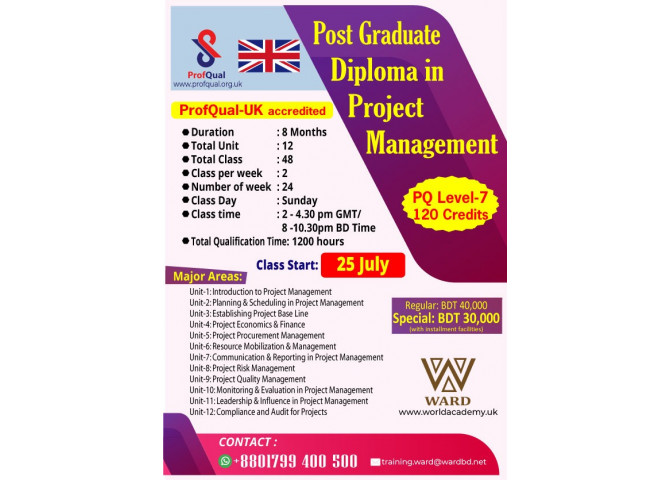 ProfQual
www.profqual.org.uk
Post Graduate
Diploma in
Project
Management
ProfQual-UK accredited
Duration : 8 Months
Total Unit : 12
Total Class : 48
Class per week : 2
Number of week : 24
Class Day : Sunday
Class time : 2 - 4.30 pm GMT/
8 -10.30pm BD Time
Total Qualification Time: 1200 hours
PQ Level-7
120 Credits
Class Start: 25 July
Major Areas:
Unit-1: Introduction to Project Management
Unit-2: Planning & Scheduling in Project Management
Unit-3: Establishing Project Base Line
Unit-4: Project Economics & Finance
Unit-5: Project Procurement Management
Unit-6: Resource Mobilization & Management
Unit-7: Communication & Reporting in Project Management
Unit-8: Project Risk Management
Unit-9: Project Quality Management
Unit-10: Monitoring & Evaluation in Project Management
Unit-11: Leadership & Influence in Project Management
Unit-12: Compliance and Audit for Projects
Regular: BDT 40,000
Special: BDT 30,000
(with installment facilities)
WARD
www.worldacademy.uk
CONTACT :
+8801799 400 500
training.ward@wardbd.net